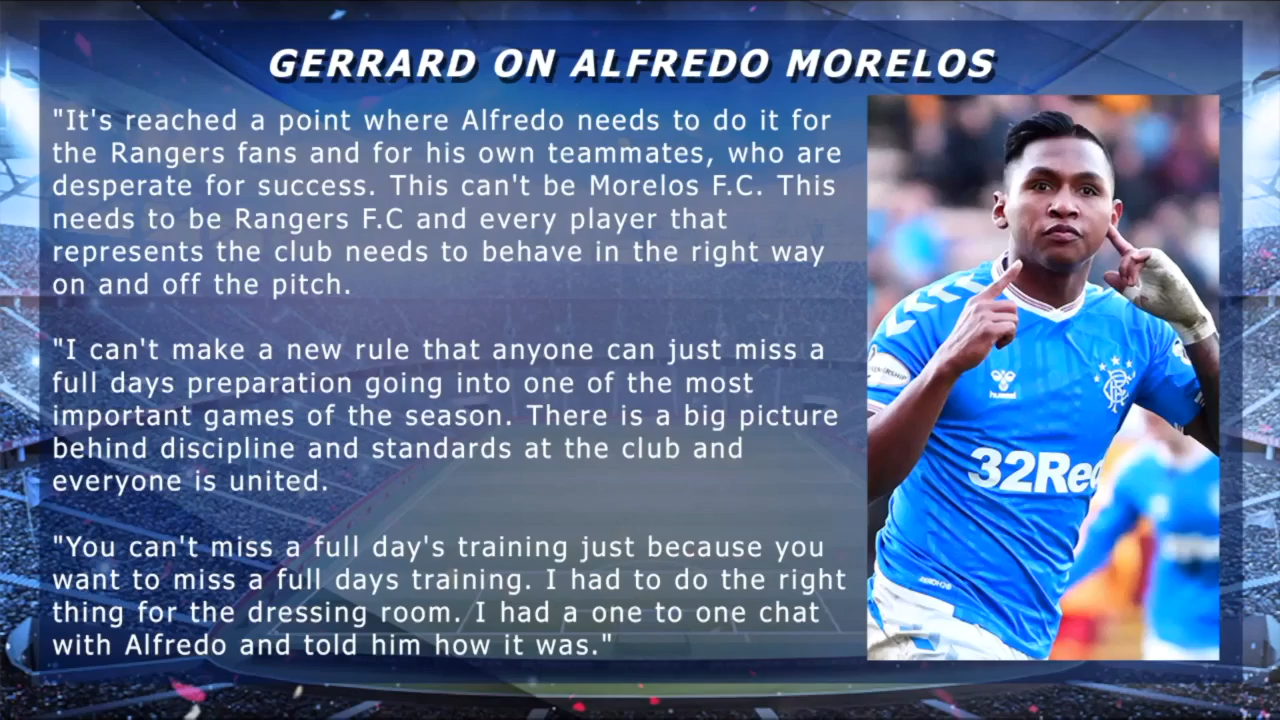 GERRARD ON ALFREDO MORELOS
"It's reached a point where Alfredo needs to do it for
the Rangers fans and for his own teammates, who are
desperate for success. This can't be Morelos F.C. This
needs to be Rangers F.C and every player that
represents the club needs to behave in the right way
on and off the pitch.
"I can't make a new rule that anyone can just miss a
full days preparation going into one of the most
important games of the season. There is a big picture
behind discipline and standards at the club and
everyone is united.
"You can't miss a full day's training just because you
want to miss a full days training. I had to do the right
thing for the dressing room. I had a one to one chat
with Alfredo and told him how it was."
hummel
32Red